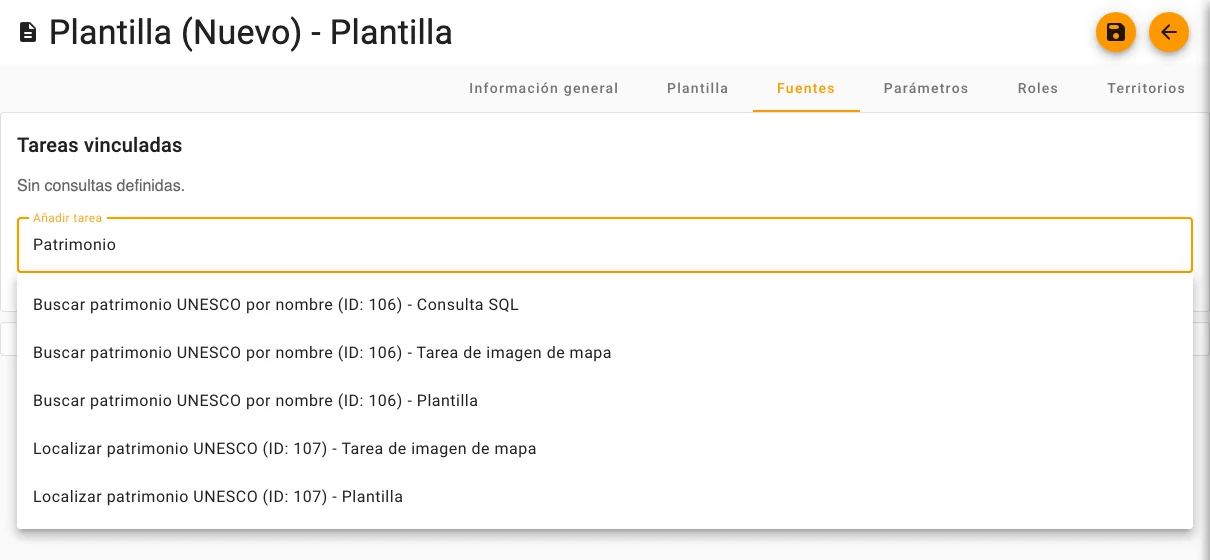 Plantilla (Nuevo) - Plantilla
Información general Plantilla Fuentes Parámetros Roles Territorios
Tareas vinculadas
Sin consultas definidas.
Añadir tarea
Patrimonio
Buscar patrimonio UNESCO por nombre (ID: 106) - Consulta SQL
Buscar patrimonio UNESCO por nombre (ID: 106) - Tarea de imagen de mapa
Buscar patrimonio UNESCO por nombre (ID: 106) - Plantilla
Localizar patrimonio UNESCO (ID: 107) - Tarea de imagen de mapa
Localizar patrimonio UNESCO (ID: 107) - Plantilla